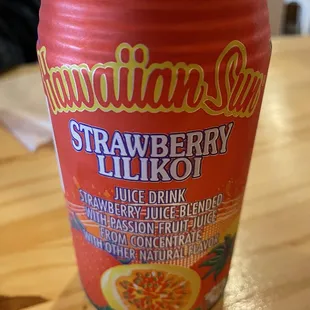 Hawaiian Sun
STRAWBERRY
LILIKOI
JUICE DRINK
STRAWBERRY JUICE BLENDED
WITH PASSION FRUIT JUICE
FROM CONCENTRATE
WITH OTHER NATURAL FLAVOR